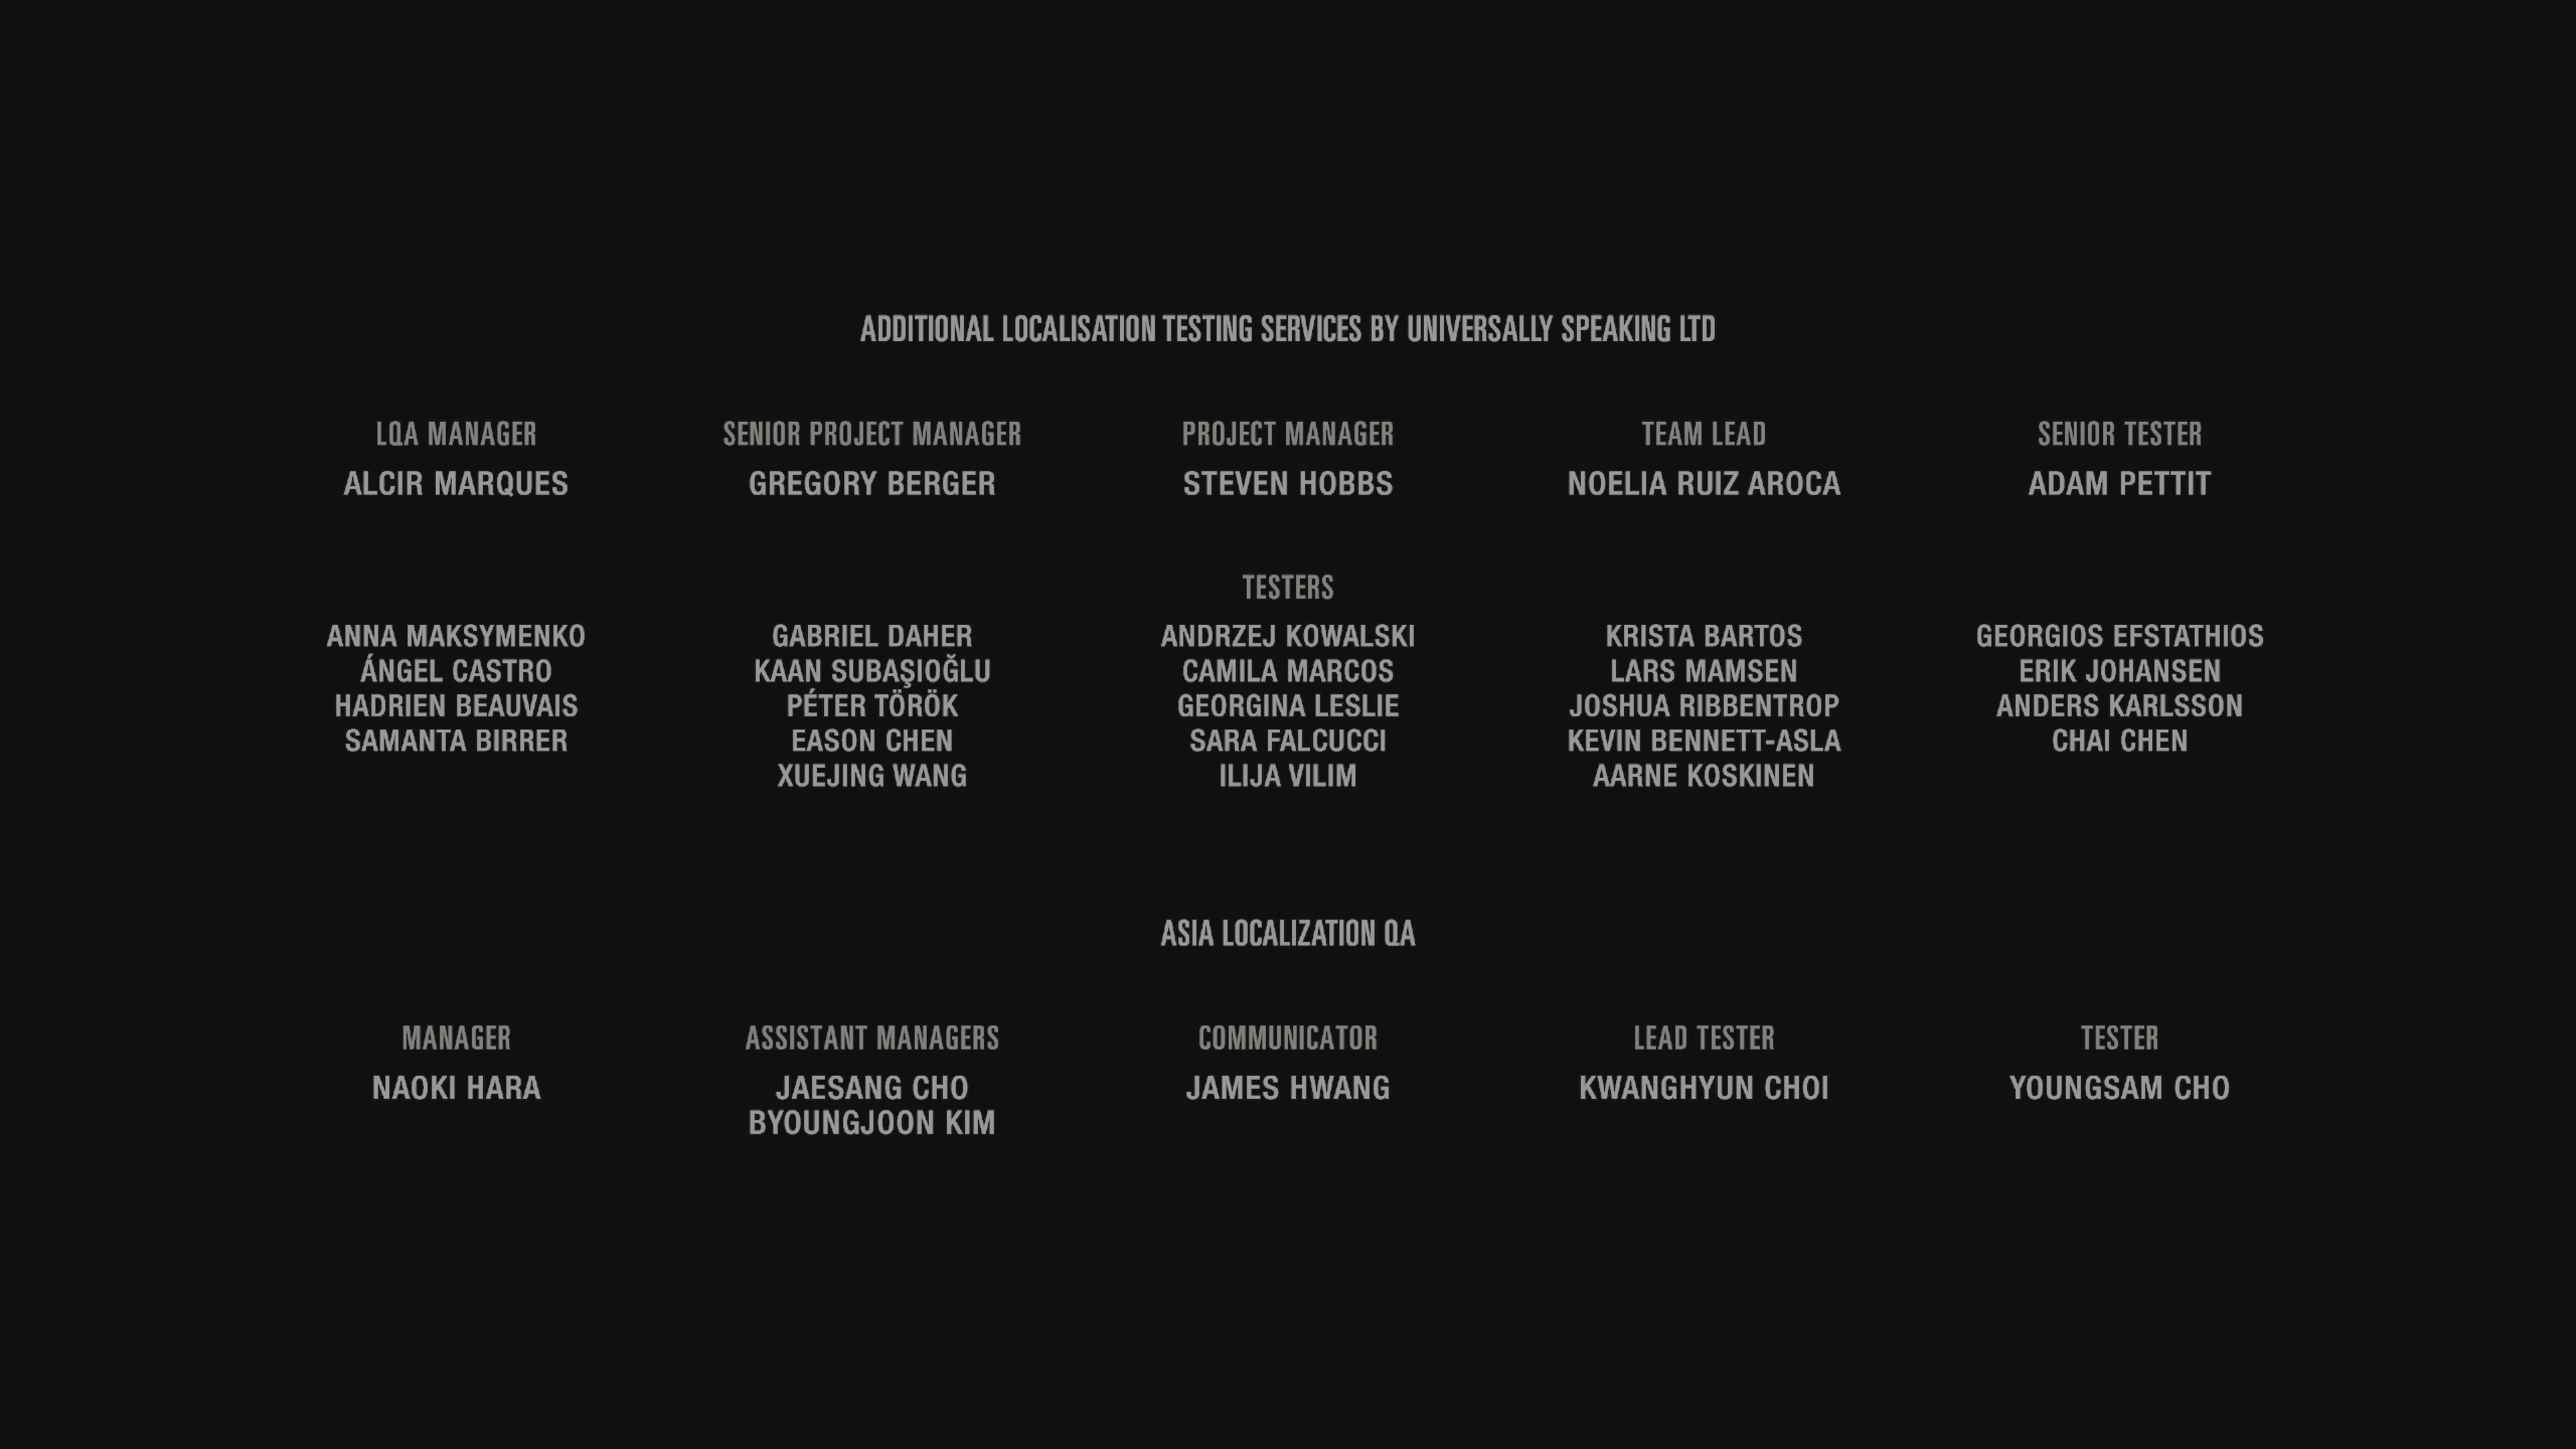 ADDITIONAL LOCALISATION TESTING SERVICES BY UNIVERSALLY SPEAKING LTD
LQA MANAGER
ALCIR MARQUES
SENIOR PROJECT MANAGER
GREGORY BERGER
PROJECT MANAGER
STEVEN HOBBS
TEAM LEAD
NOELIA RUIZ AROCA
SENIOR TESTER
ADAM PETTIT
TESTERS
ANNA MAKSYMENKO
ÁNGEL CASTRO
HADRIEN BEAUVAIS
SAMANTA BIRRER
GABRIEL DAHER
KAAN SUBAŞIOĞLU
PÉTER TÖRÖK
EASON CHEN
XUEJING WANG
ANDRZEJ KOWALSKI
CAMILA MARCOS
GEORGINA LESLIE
SARA FALCUCCI
ILIJA VILIM
KRISTA BARTOS
LARS MAMSEN
JOSHUA RIBBENTROP
KEVIN BENNETT-ASLA
AARNE KOSKINEN
GEORGIOS EFSTATHIOS
ERIK JOHANSEN
ANDERS KARLSSON
CHAI CHEN
ASIA LOCALIZATION QA
MANAGER
NAOKI HARA
ASSISTANT MANAGERS
JAESANG CHO
BYOUNGJOON KIM
COMMUNICATOR
JAMES HWANG
LEAD TESTER
KWANGHYUN CHOI
TESTER
YOUNGSAM CHO